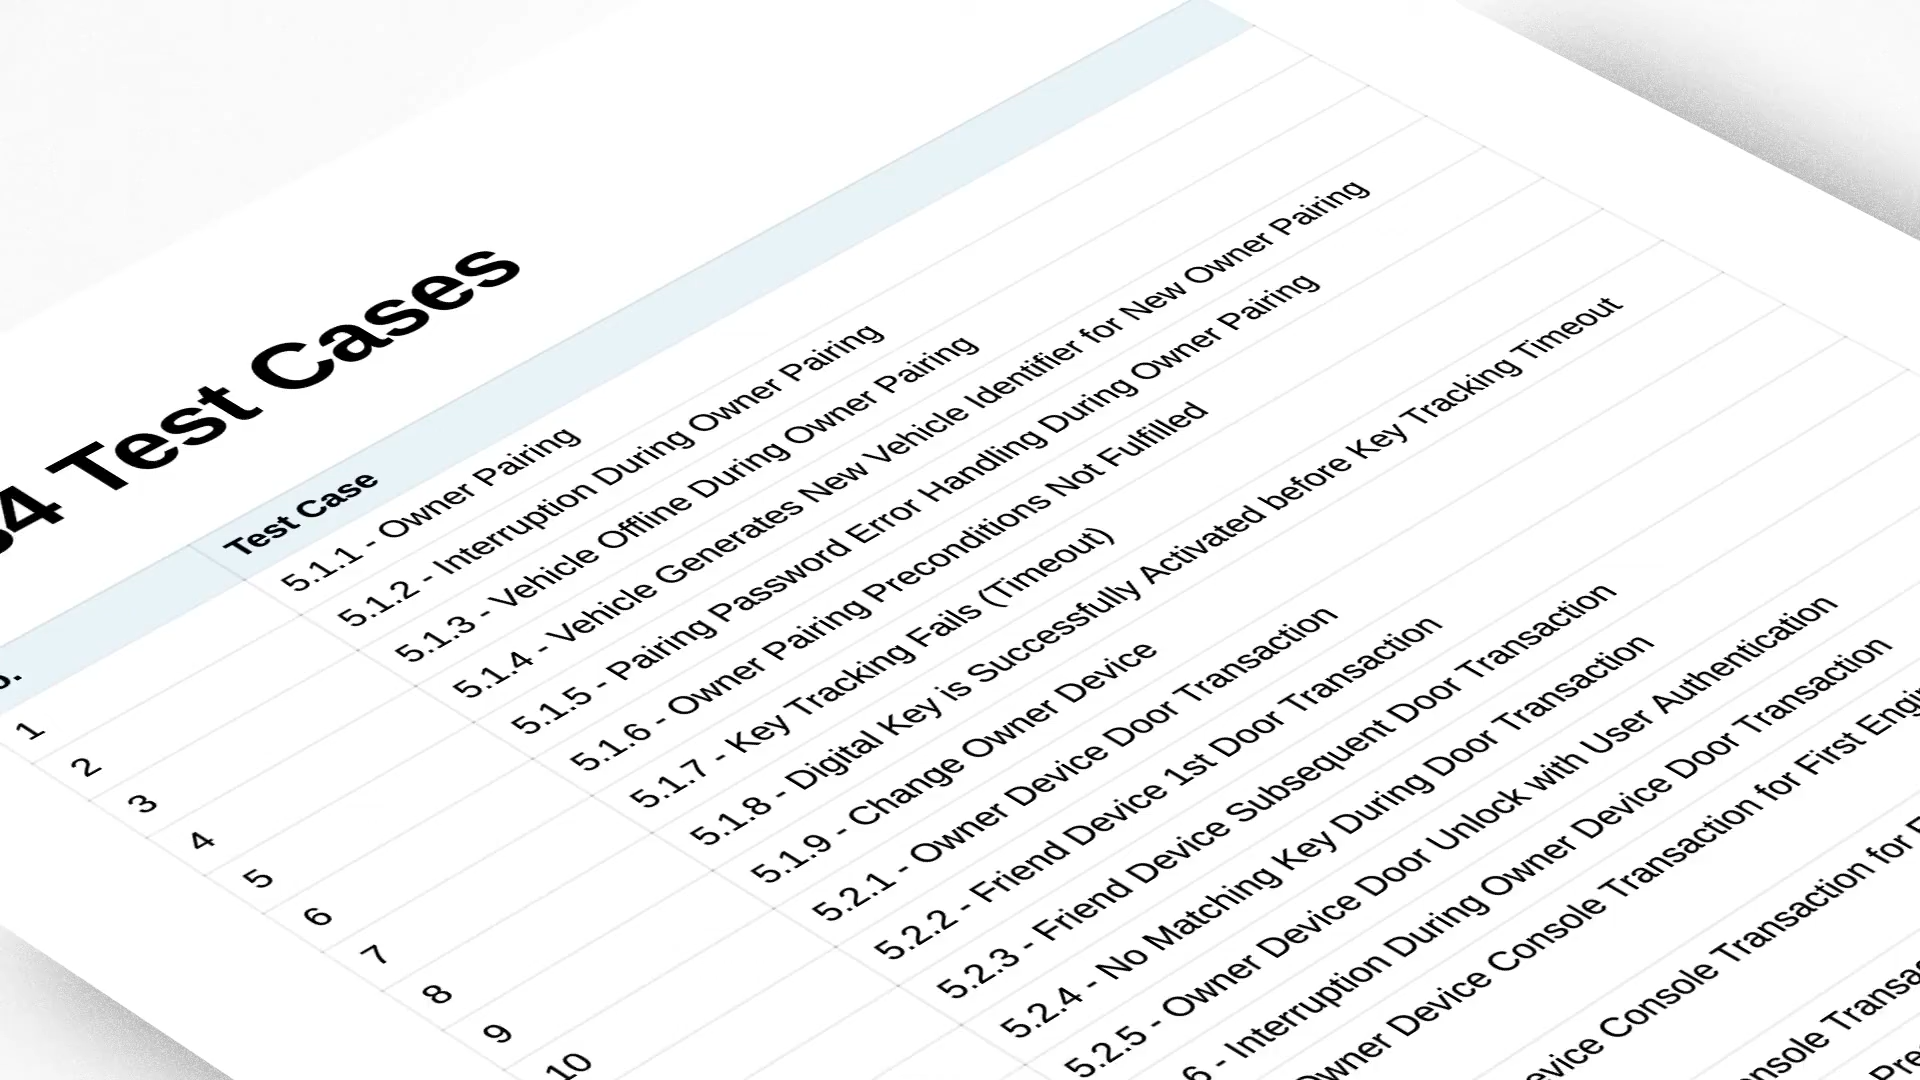 4 Test Cases
Test Case
1 5.1.1 - Owner Pairing
2 5.1.2 - Interruption During Owner Pairing
3 5.1.3 - Vehicle Offline During Owner Pairing
4 5.1.4 - Vehicle Generates New Vehicle Identifier for New Owner Pairing
5 5.1.5 - Pairing Password Error Handling During Owner Pairing
6 5.1.6 - Owner Pairing Preconditions Not Fulfilled
7 5.1.7 - Key Tracking Fails (Timeout)
8 5.1.8 - Digital Key is Successfully Activated before Key Tracking Timeout
9 5.1.9 - Change Owner Device
10 5.2.1 - Owner Device Door Transaction
5.2.2 - Friend Device 1st Door Transaction
5.2.3 - Friend Device Subsequent Door Transaction
5.2.4 - No Matching Key During Door Transaction
5.2.5 - Owner Device Door Unlock with User Authentication
6 - Interruption During Owner Device Door Transaction
Owner Device Console Transaction for First
Console Transaction for